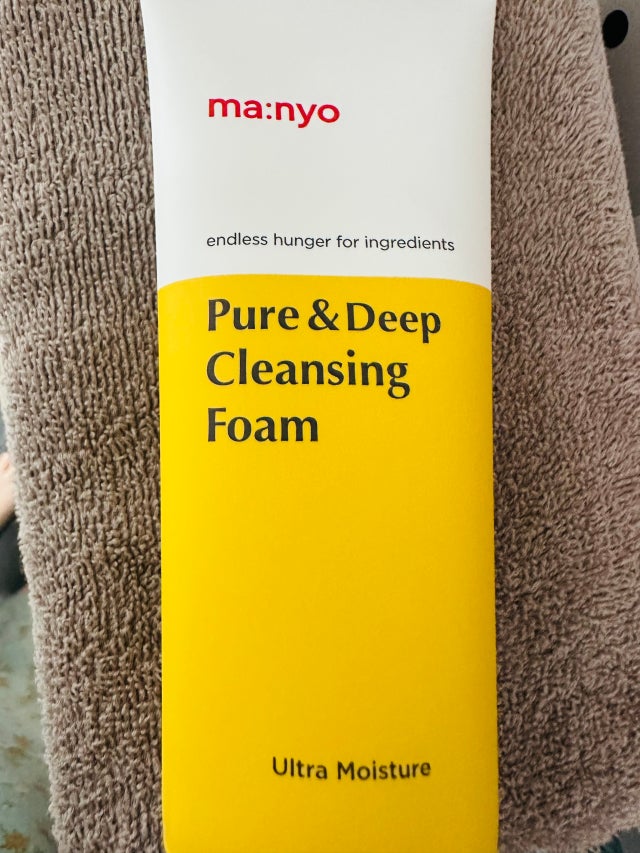 ma:nyo
endless hunger for ingredients
Pure & Deep
Cleansing
Foam
Ultra Moisture